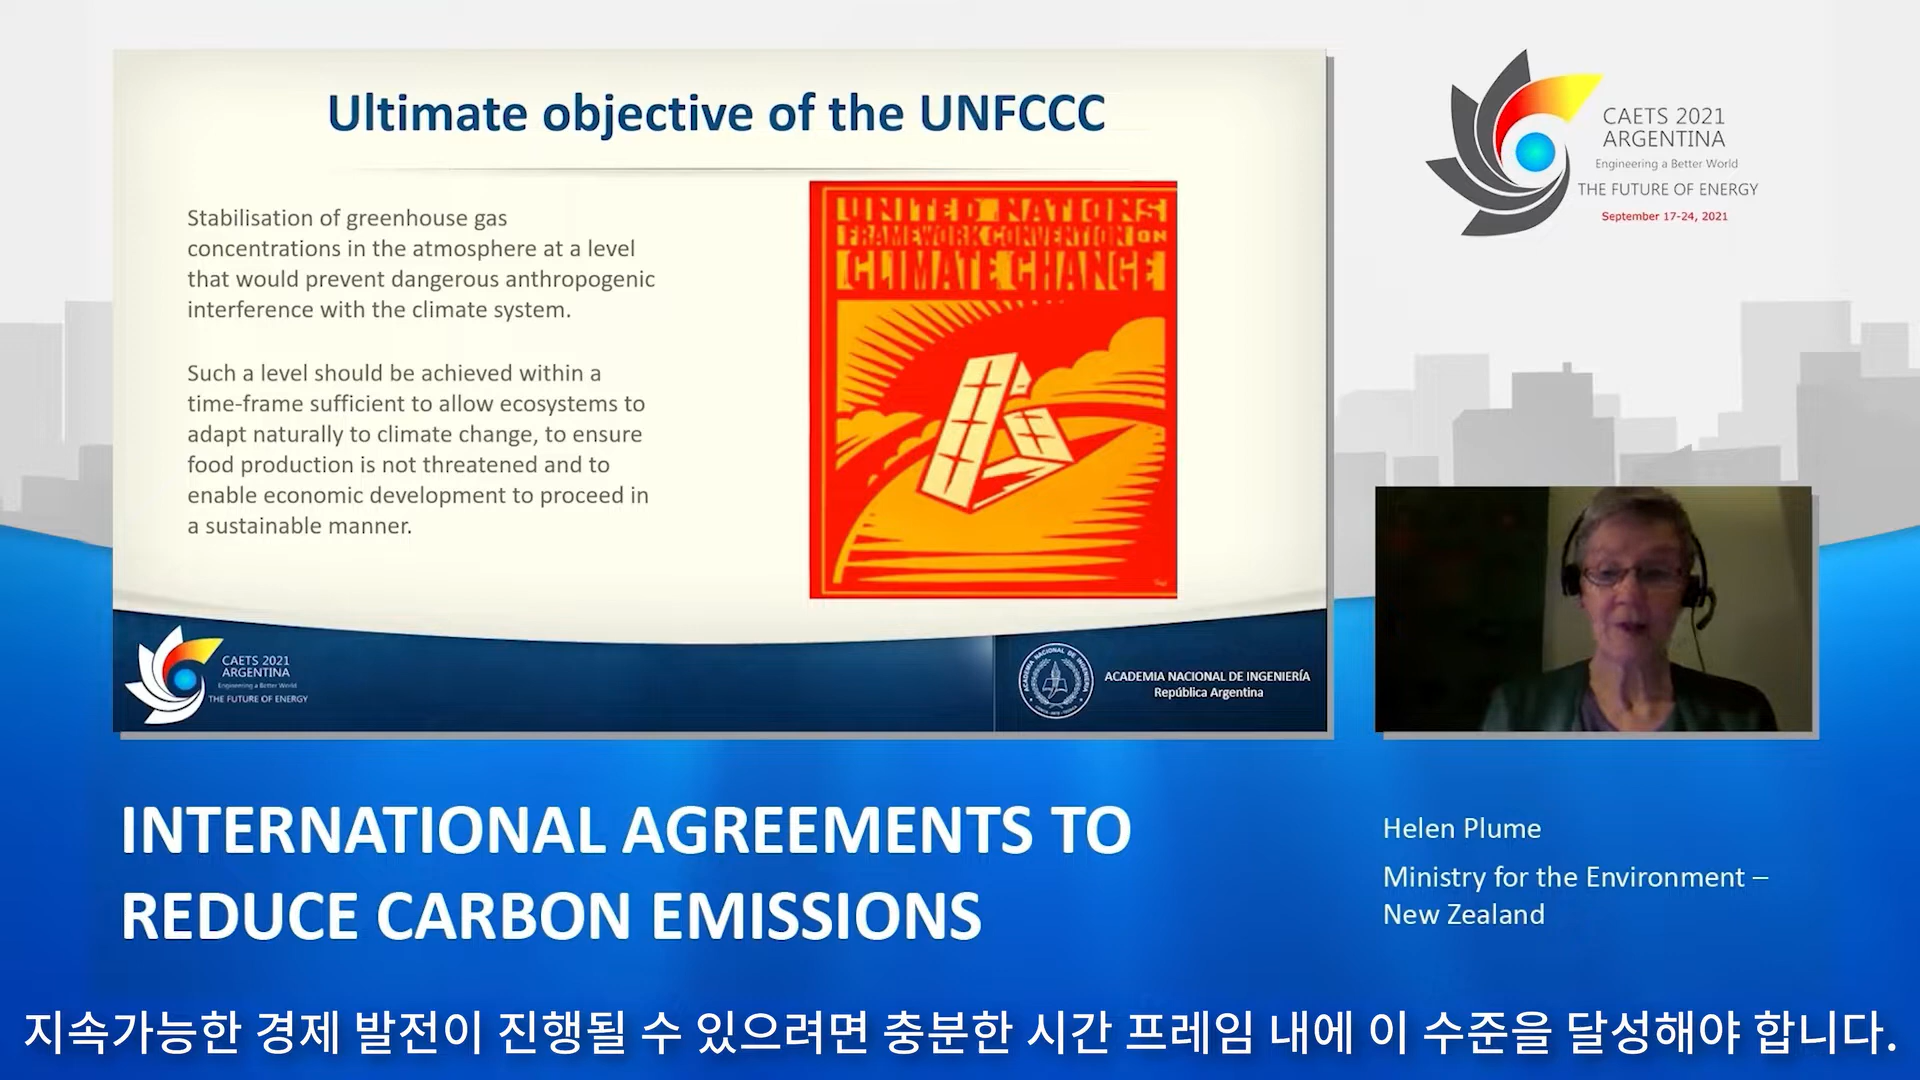 Ultimate objective of the UNFCCC
Stabilisation of greenhouse gas
concentrations in the atmosphere at a level
that would prevent dangerous anthropogenic
interference with the climate system.
Such a level should be achieved within a
time-frame sufficient to allow ecosystems to
adapt naturally to climate change, to ensure
food production is not threatened and to
enable economic development to proceed in
a sustainable manner.
UNITED NATIONS
FRAMEWORK CONVENTION ON
CLIMATE CHANGE
CAETS 2021
ARGENTINA
Engineering a Better World
THE FUTURE OF ENERGY
ACADEMIA NACIONAL DE INGENIERÍA
República Argentina
CAETS 2021
ARGENTINA
Engineering a Better World
THE FUTURE OF ENERGY
September 17-24, 2021
INTERNATIONAL AGREEMENTS TO
REDUCE CARBON EMISSIONS
Helen Plume
Ministry for the Environment –
New Zealand
지속가능한 경제 발전이 진행될 수 있으려면 충분한 시간 프레임 내에 이 수준을 달성해야 합니다.